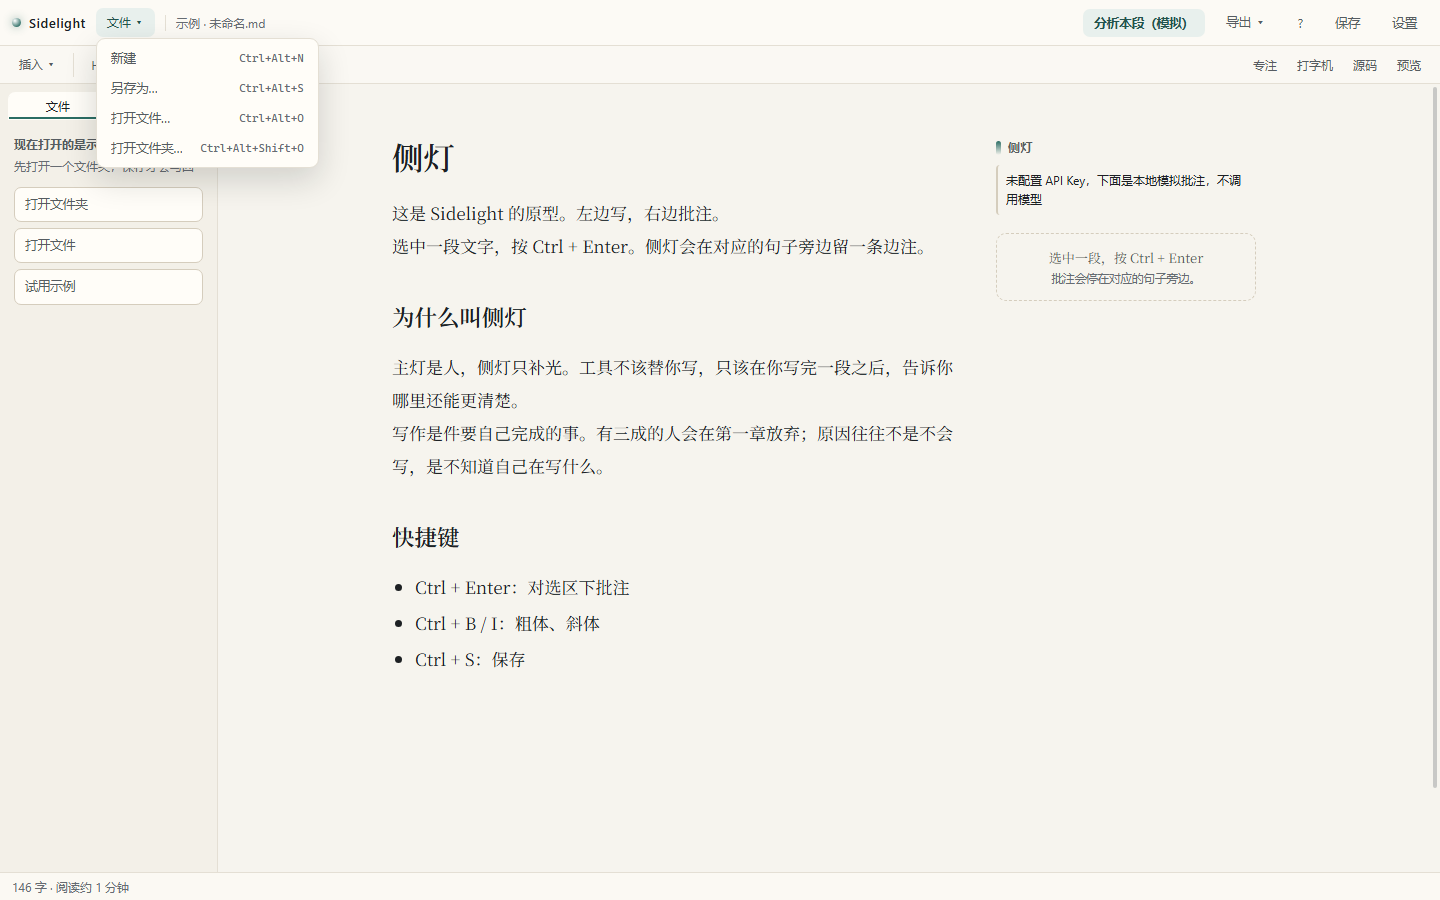 Sidelight
文件 ▾
示例 · 未命名.md
分析本段（模拟）
导出 ▾
?
保存
设置
新建 Ctrl+Alt+N
另存为... Ctrl+Alt+S
打开文件... Ctrl+Alt+O
打开文件夹... Ctrl+Alt+Shift+O
插入 ▾
专注
打字机
源码
预览
文件
现在打开的是示
打开文件夹
打开文件
试用示例
侧灯
这是 Sidelight 的原型。左边写，右边批注。
选中一段文字，按 Ctrl + Enter。侧灯会在对应的句子旁边留一条边注。
为什么叫侧灯
主灯是人，侧灯只补光。工具不该替你写，只该在你写完一段之后，告诉你
哪里还能更清楚。
写作是件要自己完成的事。有三成的人会在第一章放弃；原因往往不是不会
写，是不知道自己在写什么。
快捷键
Ctrl + Enter：对选区下批注
Ctrl + B / I：粗体、斜体
Ctrl + S：保存
侧灯
未配置 API Key，下面是本地模拟批注，不调
用模型
选中一段，按 Ctrl + Enter
批注会停在对应的句子旁边。
146 字 · 阅读约 1 分钟